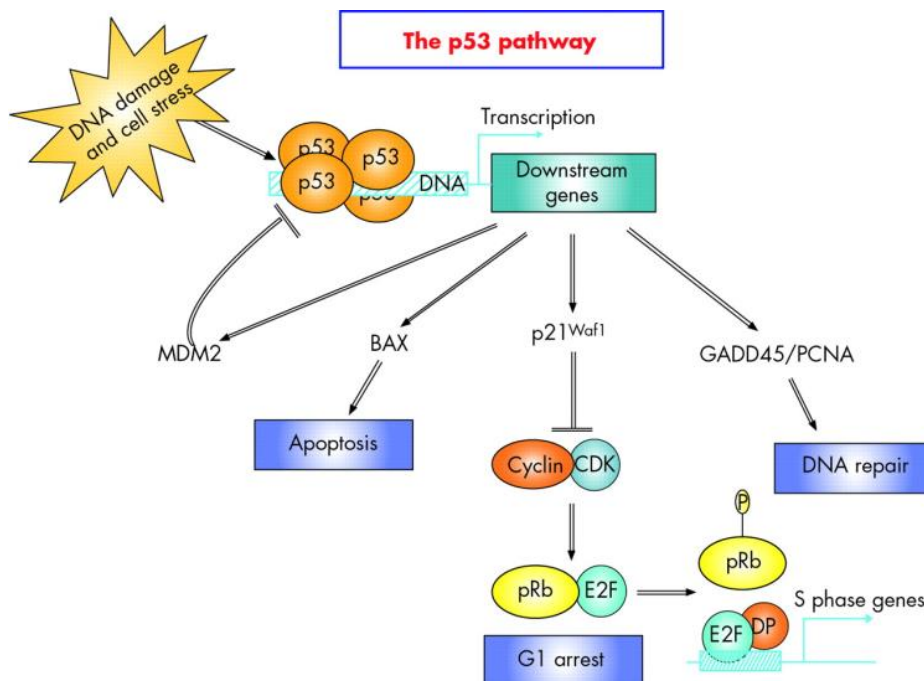 The p53 pathway
DNA damage
and cell stress
Transcription
p53
p53
p53
p53
DNA
Downstream
genes
MDM2
BAX
p21Waf1
GADD45/PCNA
Apoptosis
Cyclin
CDK
DNA repair
P
pRb
E2F
pRb
S phase genes
E2F
DP
G1 arrest